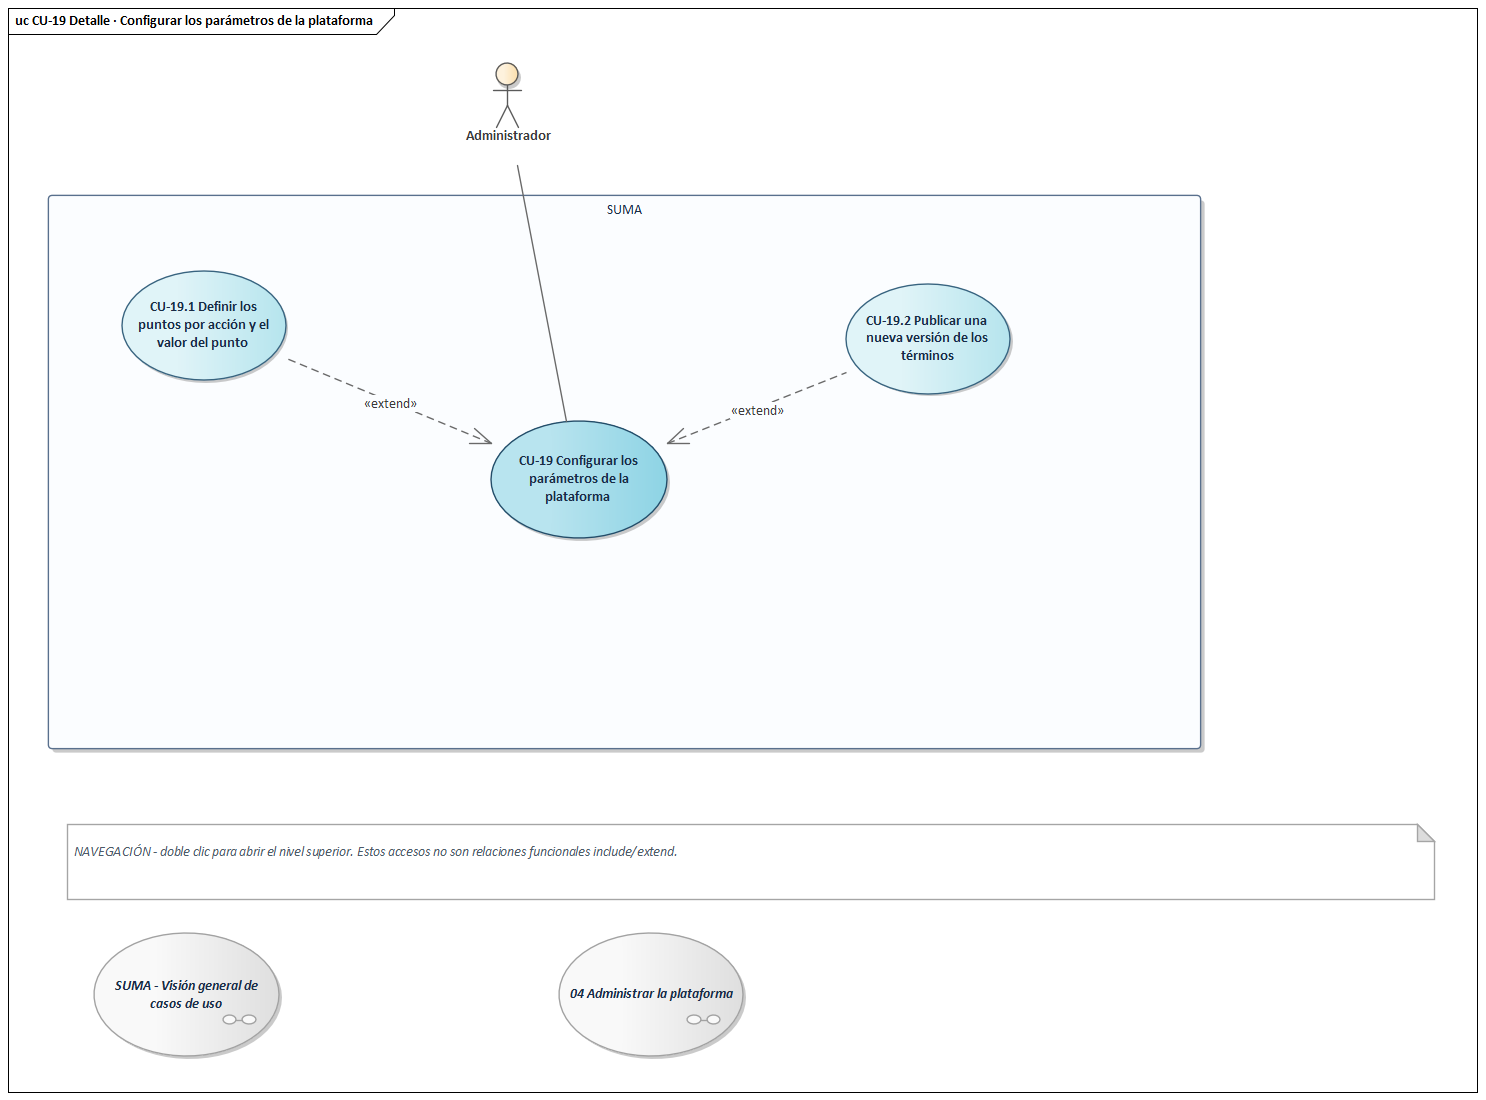 uc CU-19 Detalle · Configurar los parámetros de la plataforma
Administrador
SUMA
CU-19.1 Definir los
puntos por acción y el
valor del punto
CU-19.2 Publicar una
nueva versión de los
términos
«extend»
«extend»
CU-19 Configurar los
parámetros de la
plataforma
NAVEGACIÓN - doble clic para abrir el nivel superior. Estos accesos no son relaciones funcionales include/extend.
SUMA - Visión general de
casos de uso
04 Administrar la plataforma